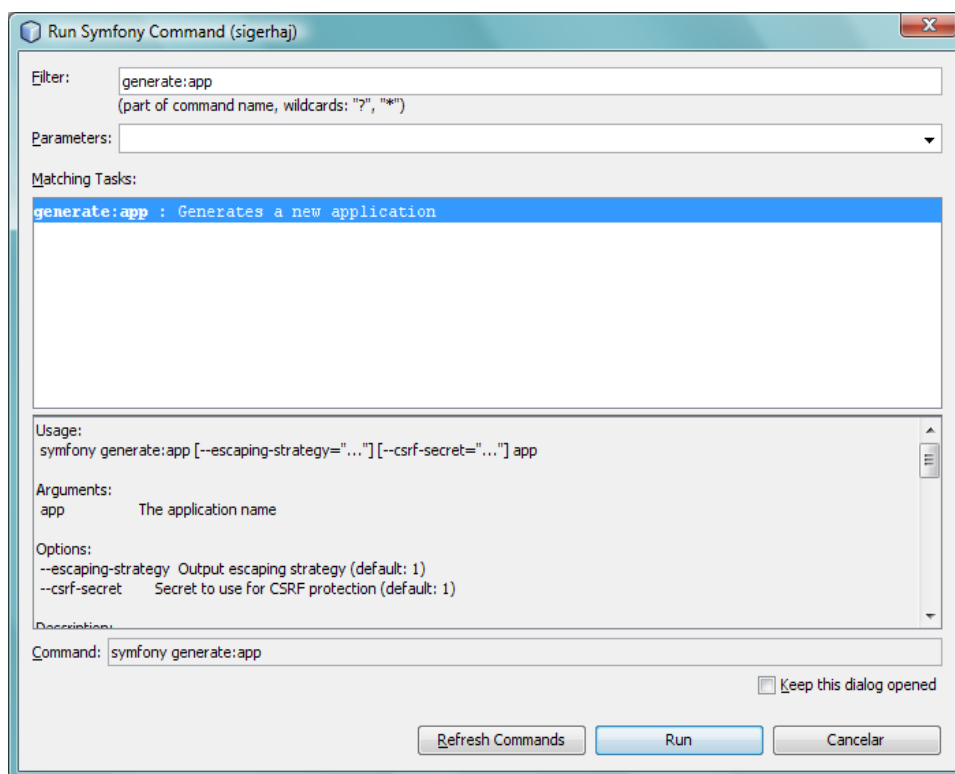 Run Symfony Command (sigerhaj)
Filter: generate:app
(part of command name, wildcards: "?", "*")
Parameters:
Matching Tasks:
generate:app : Generates a new application
Usage:
symfony generate:app [--escaping-strategy="..."] [--csrf-secret="..."] app
Arguments:
app The application name
Options:
--escaping-strategy Output escaping strategy (default: 1)
--csrf-secret Secret to use for CSRF protection (default: 1)
Description:
Command: symfony generate:app
Keep this dialog opened
Refresh Commands Run Cancelar